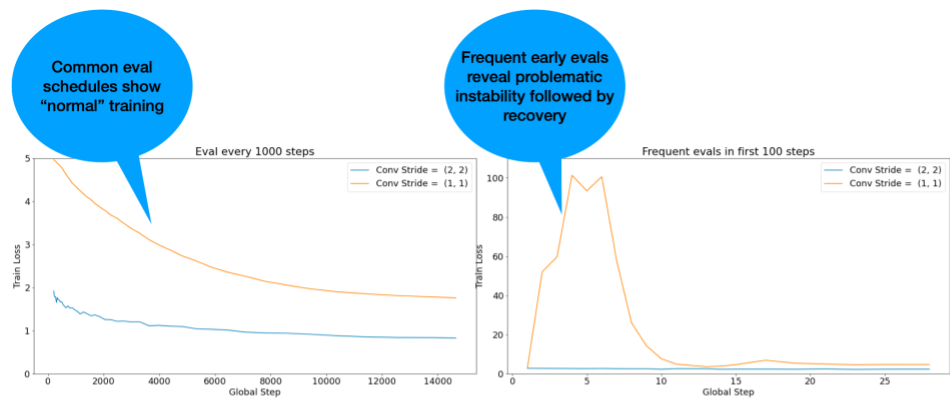 Common eval
schedules show
“normal” training
Frequent early evals
reveal problematic
instability followed by
recovery
Eval every 1000 steps
Conv Stride = (2, 2)
Conv Stride = (1, 1)
5
4
3
2
1
0
Train Loss
0 2000 4000 6000 8000 10000 12000 14000
Global Step
Frequent evals in first 100 steps
Conv Stride = (2, 2)
Conv Stride = (1, 1)
100
80
60
40
20
0
Train Loss
0 5 10 15 20 25
Global Step